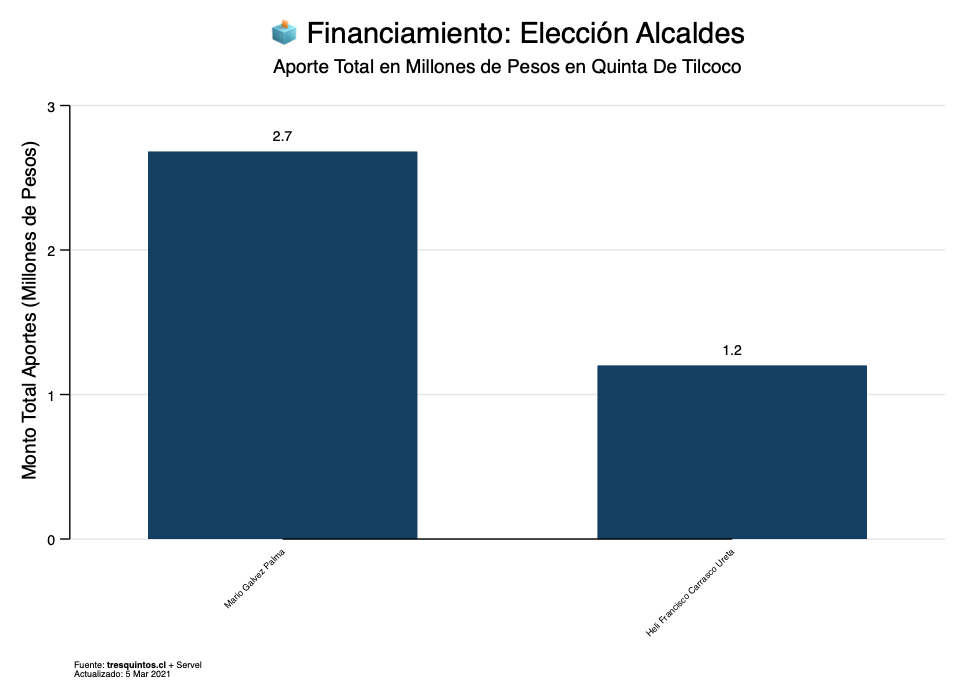 🗳️ Financiamiento: Elección Alcaldes
Aporte Total en Millones de Pesos en Quinta De Tilcoco
Monto Total Aportes (Millones de Pesos)
3
2
1
0
2.7
1.2
Mario Galvez Palma
Heli Francisco Carrasco Ureta
Fuente: tresquintos.cl + Servel
Actualizado: 5 Mar 2021